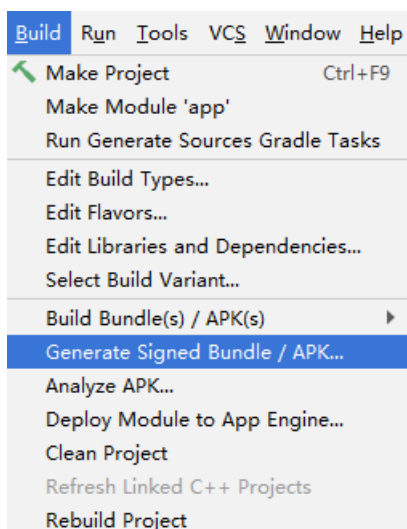 Build Run Tools VCS Window Help
Make Project Ctrl+F9
Make Module 'app'
Run Generate Sources Gradle Tasks
Edit Build Types...
Edit Flavors...
Edit Libraries and Dependencies...
Select Build Variant...
Build Bundle(s) / APK(s)
Generate Signed Bundle / APK...
Analyze APK...
Deploy Module to App Engine...
Clean Project
Refresh Linked C++ Projects
Rebuild Project